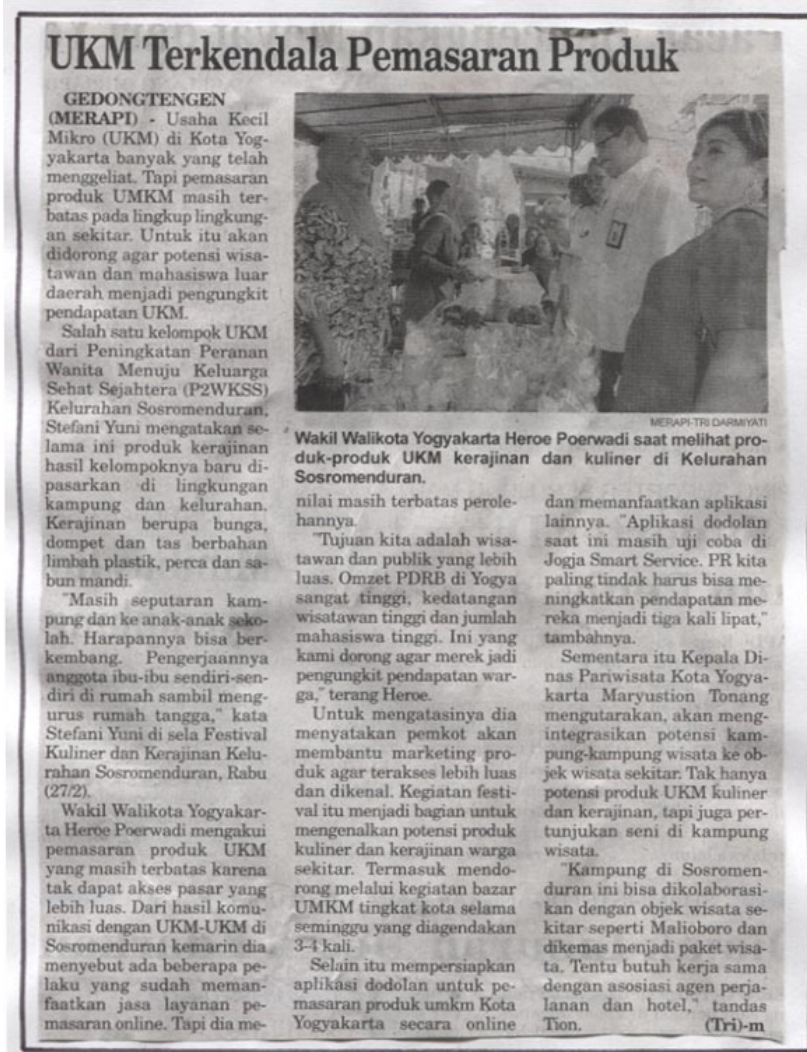 UKM Terkendala Pemasaran Produk
GEDONGTENGEN
(MERAPI) - Usaha Kecil
Mikro (UKM) di Kota Yog-
yakarta banyak yang telah
menggeliat. Tapi pemasaran
produk UMKM masih ter-
batas pada lingkup lingkung-
an sekitar. Untuk itu akan
didorong agar potensi wisa-
tawan dan mahasiswa luar
daerah menjadi pengungkit
pendapatan UKM.
Salah satu kelompok UKM
dari Peningkatan Peranan
Wanita Menuju Keluarga
Sehat Sejahtera (P2WKSS)
Kelurahan Sosromenduran,
Stefani Yuni mengatakan se-
lama ini produk kerajinan
hasil kelompoknya baru di-
pasarkan di lingkungan
kampung dan kelurahan.
Kerajinan berupa bunga,
dompet dan tas berbahan
limbah plastik, perca dan sa-
bun mandi.
"Masih seputaran kam-
pung dan ke anak-anak seko-
lah. Harapannya bisa ber-
kembang. Pengerjaannya
anggota ibu-ibu sendiri-sen-
diri di rumah sambil meng-
urus rumah tangga," kata
Stefani Yuni di sela Festival
Kuliner dan Kerajinan Kelu-
rahan Sosromenduran, Rabu
(27/2).
Wakil Walikota Yogyakar-
ta Heroe Poerwadi mengakui
pemasaran produk UKM
yang masih terbatas karena
tak dapat akses pasar yang
lebih luas. Dari hasil komu-
nikasi dengan UKM-UKM di
Sosromenduran kemarin dia
menyebut ada beberapa pe-
laku yang sudah meman-
faatkan jasa layanan pe-
masaran online. Tapi dia me-
MERAPI-TRI DARMIYATI
Wakil Walikota Yogyakarta Heroe Poerwadi saat melihat pro-
duk-produk UKM kerajinan dan kuliner di Kelurahan
Sosromenduran.
nilai masih terbatas perole-
hannya.
"Tujuan kita adalah wisa-
tawan dan publik yang lebih
luas. Omzet PDRB di Yogya
sangat tinggi, kedatangan
wisatawan tinggi dan jumlah
mahasiswa tinggi. Ini yang
kami dorong agar merek jadi
pengungkit pendapatan war-
ga," terang Heroe.
Untuk mengatasinya dia
menyatakan pemkot akan
membantu marketing pro-
duk agar terakses lebih luas
dan dikenal. Kegiatan festi-
val itu menjadi bagian untuk
mengenalkan potensi produk
kuliner dan kerajinan warga
sekitar. Termasuk mendo-
rong melalui kegiatan bazar
UMKM tingkat kota selama
seminggu yang diagendakan
3-4 kali.
Selain itu mempersiapkan
aplikasi dodolan untuk pe-
masaran produk umkm Kota
Yogyakarta secara online
dan memanfaatkan aplikasi
lainnya. "Aplikasi dodolan
saat ini masih uji coba di
Jogja Smart Service. PR kita
paling tindak harus bisa me-
ningkatkan pendapatan me-
reka menjadi tiga kali lipat,"
tambahnya.
Sementara itu Kepala Di-
nas Pariwisata Kota Yogya-
karta Maryustion Tonang
mengutarakan, akan meng-
integrasikan potensi kam-
pung-kampung wisata ke ob-
jek wisata sekitar. Tak hanya
potensi produk UKM kuliner
dan kerajinan, tapi juga per-
tunjukan seni di kampung
wisata.
"Kampung di Sosromen-
duran ini bisa dikolaborasi-
kan dengan objek wisata se-
kitar seperti Malioboro dan
dikemas menjadi paket wisa-
ta. Tentu butuh kerja sama
dengan asosiasi agen perja-
lanan dan hotel," tandas
Tion. (Tri)-m